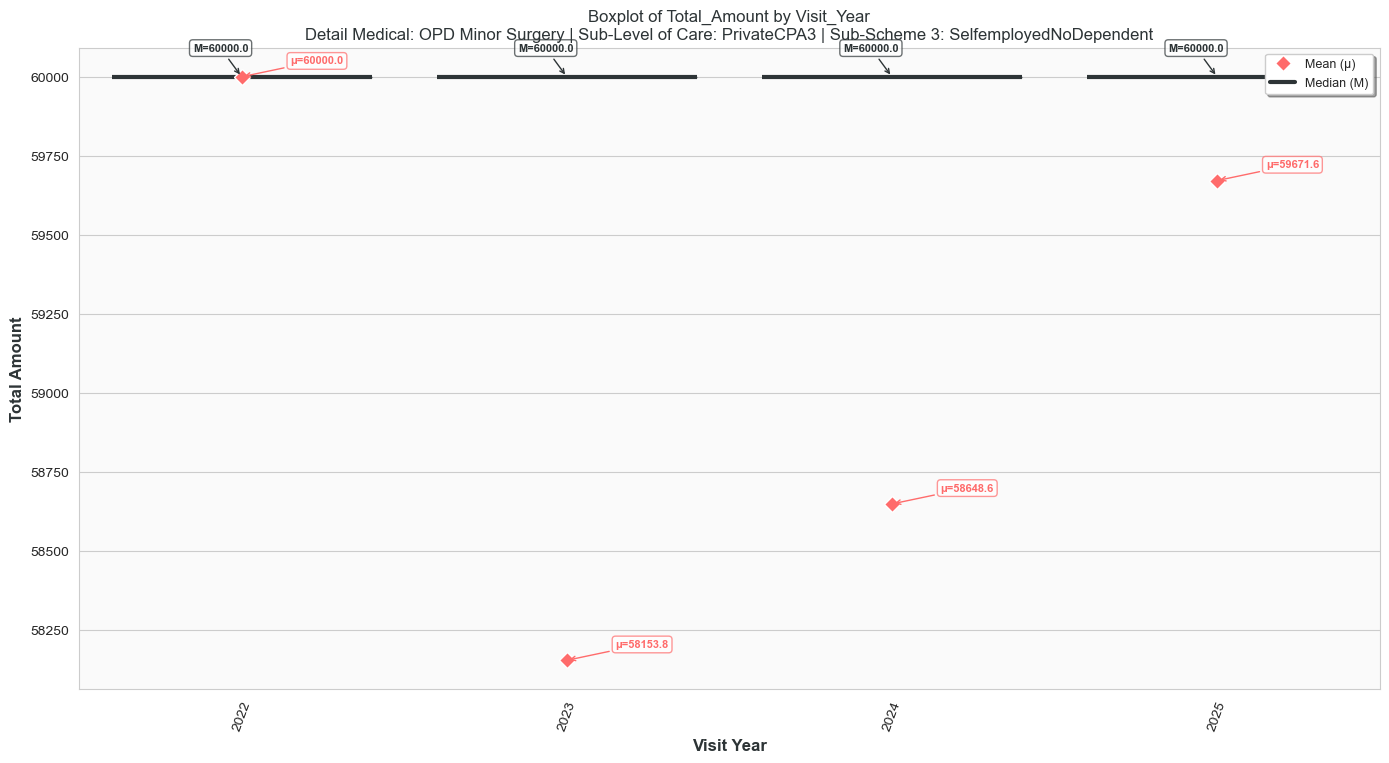 Boxplot of Total_Amount by Visit_Year
Detail Medical: OPD Minor Surgery | Sub-Level of Care: PrivateCPA3 | Sub-Scheme 3: SelfemployedNoDependent
M=60000.0
M=60000.0
M=60000.0
M=60000.0
μ=60000.0
μ=58153.8
μ=58648.6
μ=59671.6
Mean (μ)
Median (M)
Total Amount
60000
59750
59500
59250
59000
58750
58500
58250
2022
2023
2024
2025
Visit Year